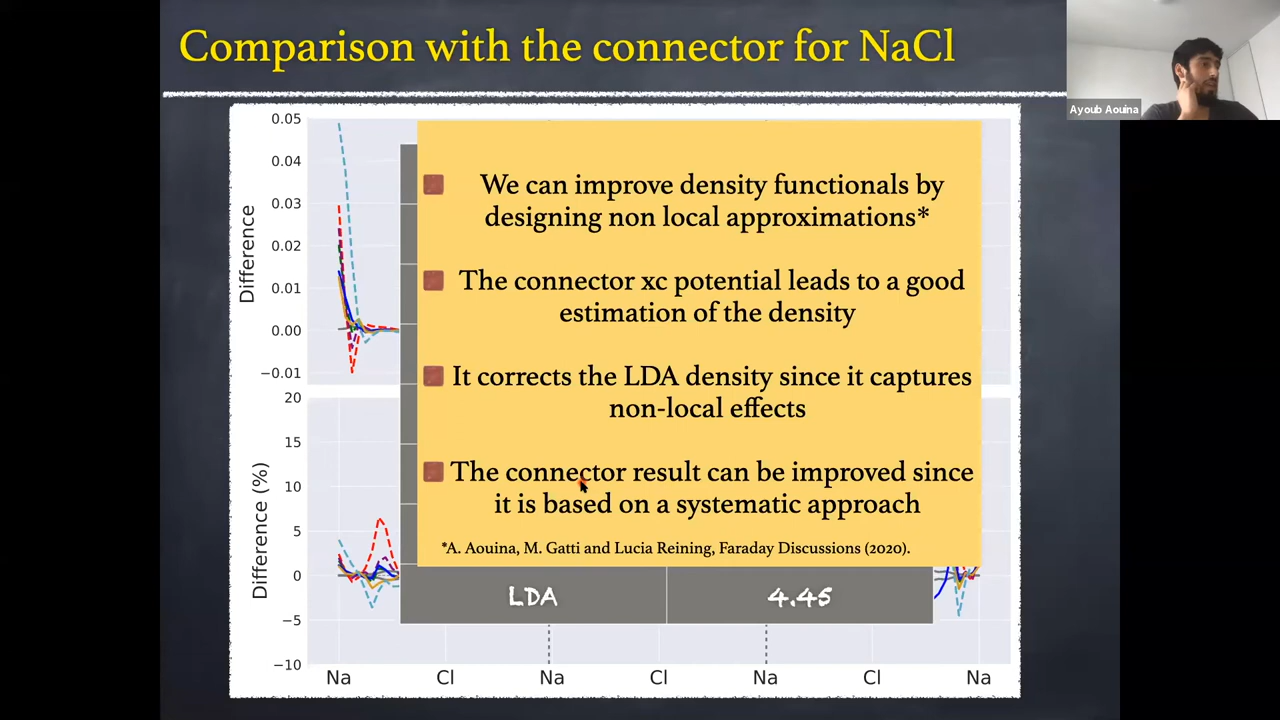 Comparison with the connector for NaCl
Ayoub Aouina
0.05
0.04
0.03
0.02
0.01
0.00
−0.01
Difference
20
15
10
5
0
−5
−10
Difference (%)
We can improve density functionals by
designing non local approximations*
The connector xc potential leads to a good
estimation of the density
It corrects the LDA density since it captures
non-local effects
The connector result can be improved since
it is based on a systematic approach
*A. Aouina, M. Gatti and Lucia Reining, Faraday Discussions (2020).
LDA 4.45
Na Cl Na Cl Na Cl Na